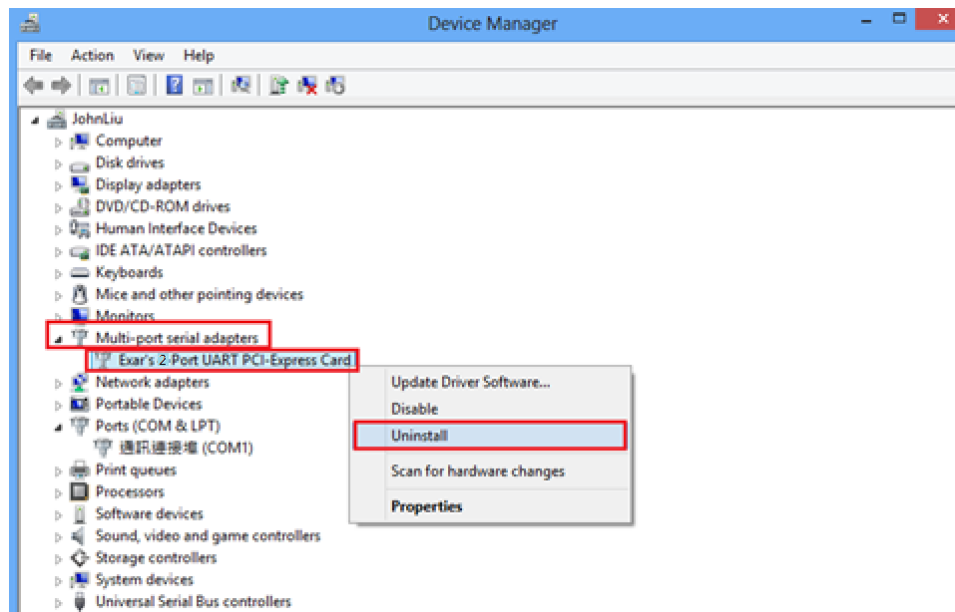 Device Manager
File Action View Help
JohnLiu
Computer
Disk drives
Display adapters
DVD/CD-ROM drives
Human Interface Devices
IDE ATA/ATAPI controllers
Keyboards
Mice and other pointing devices
Monitors
Multi-port serial adapters
Exar's 2-Port UART PCI-Express Card
Network adapters
Portable Devices
Ports (COM & LPT)
通訊連接埠 (COM1)
Print queues
Processors
Software devices
Sound, video and game controllers
Storage controllers
System devices
Universal Serial Bus controllers
Update Driver Software...
Disable
Uninstall
Scan for hardware changes
Properties